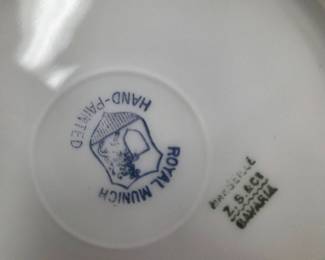 ROYAL MUNICH
HAND-PAINTED
Z. S. & Co
BAVARIA